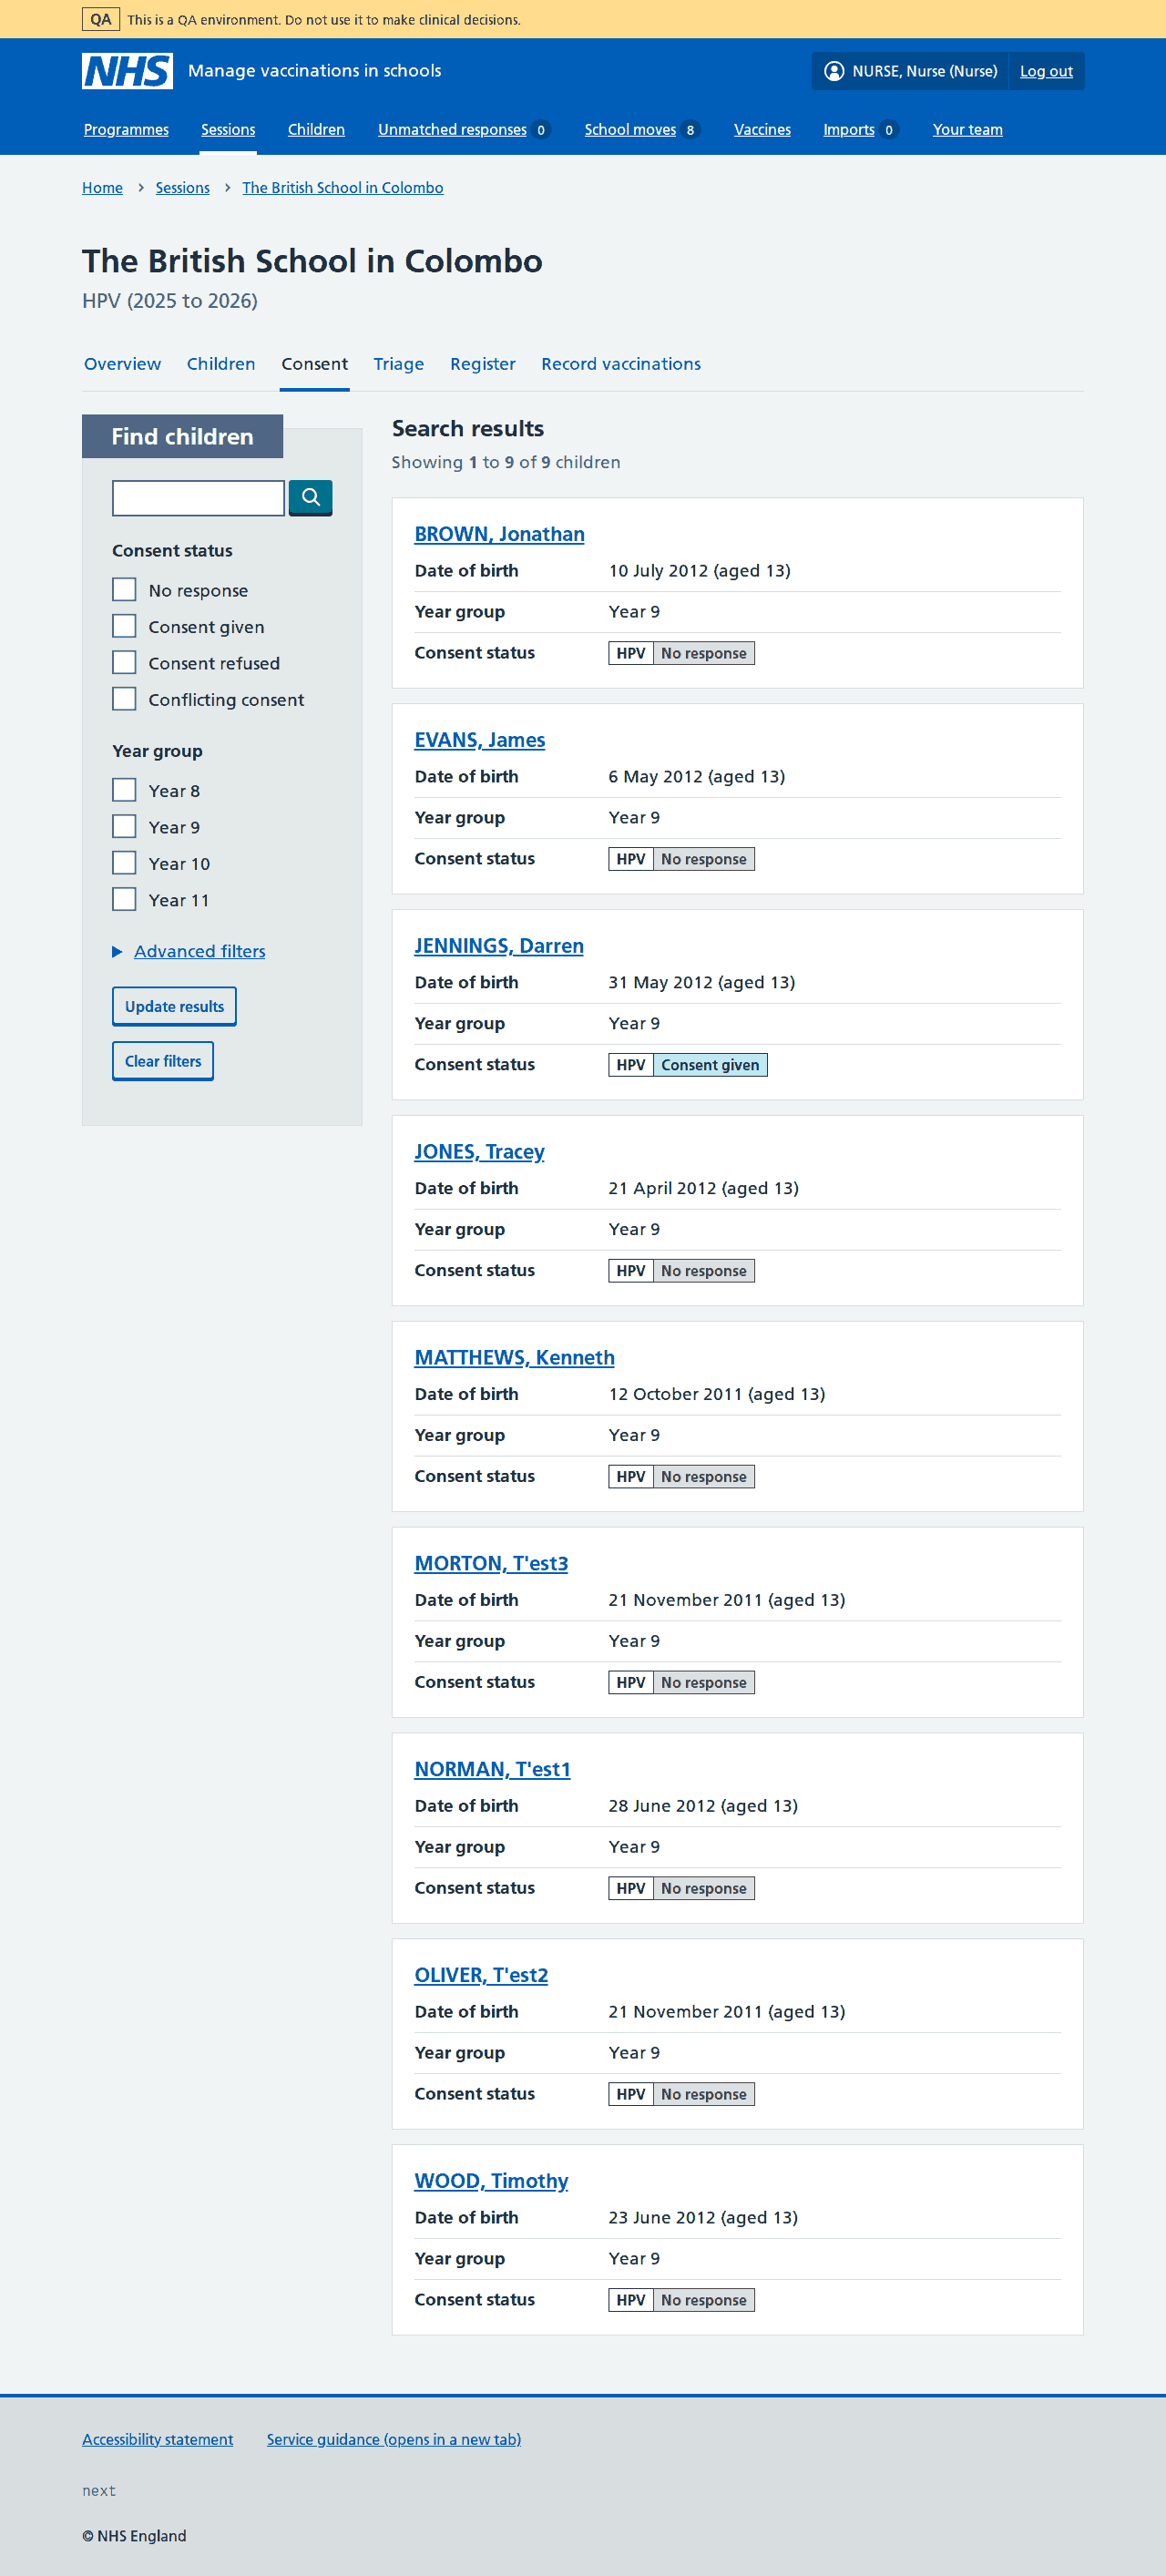 QA This is a QA environment. Do not use it to make clinical decisions.
NHS Manage vaccinations in schools NURSE, Nurse (Nurse) Log out
Programmes Sessions Children Unmatched responses 0 School moves 8 Vaccines Imports 0 Your team
Home Sessions The British School in Colombo
The British School in Colombo
HPV (2025 to 2026)
Overview Children Consent Triage Register Record vaccinations
Find children
Consent status
No response
Consent given
Consent refused
Conflicting consent
Year group
Year 8
Year 9
Year 10
Year 11
Advanced filters
Update results
Clear filters
Search results
Showing 1 to 9 of 9 children
BROWN, Jonathan
Date of birth 10 July 2012 (aged 13)
Year group Year 9
Consent status HPV No response
EVANS, James
Date of birth 6 May 2012 (aged 13)
Year group Year 9
Consent status HPV No response
JENNINGS, Darren
Date of birth 31 May 2012 (aged 13)
Year group Year 9
Consent status HPV Consent given
JONES, Tracey
Date of birth 21 April 2012 (aged 13)
Year group Year 9
Consent status HPV No response
MATTHEWS, Kenneth
Date of birth 12 October 2011 (aged 13)
Year group Year 9
Consent status HPV No response
MORTON, T'est3
Date of birth 21 November 2011 (aged 13)
Year group Year 9
Consent status HPV No response
NORMAN, T'est1
Date of birth 28 June 2012 (aged 13)
Year group Year 9
Consent status HPV No response
OLIVER, T'est2
Date of birth 21 November 2011 (aged 13)
Year group Year 9
Consent status HPV No response
WOOD, Timothy
Date of birth 23 June 2012 (aged 13)
Year group Year 9
Consent status HPV No response
Accessibility statement Service guidance (opens in a new tab)
next
© NHS England